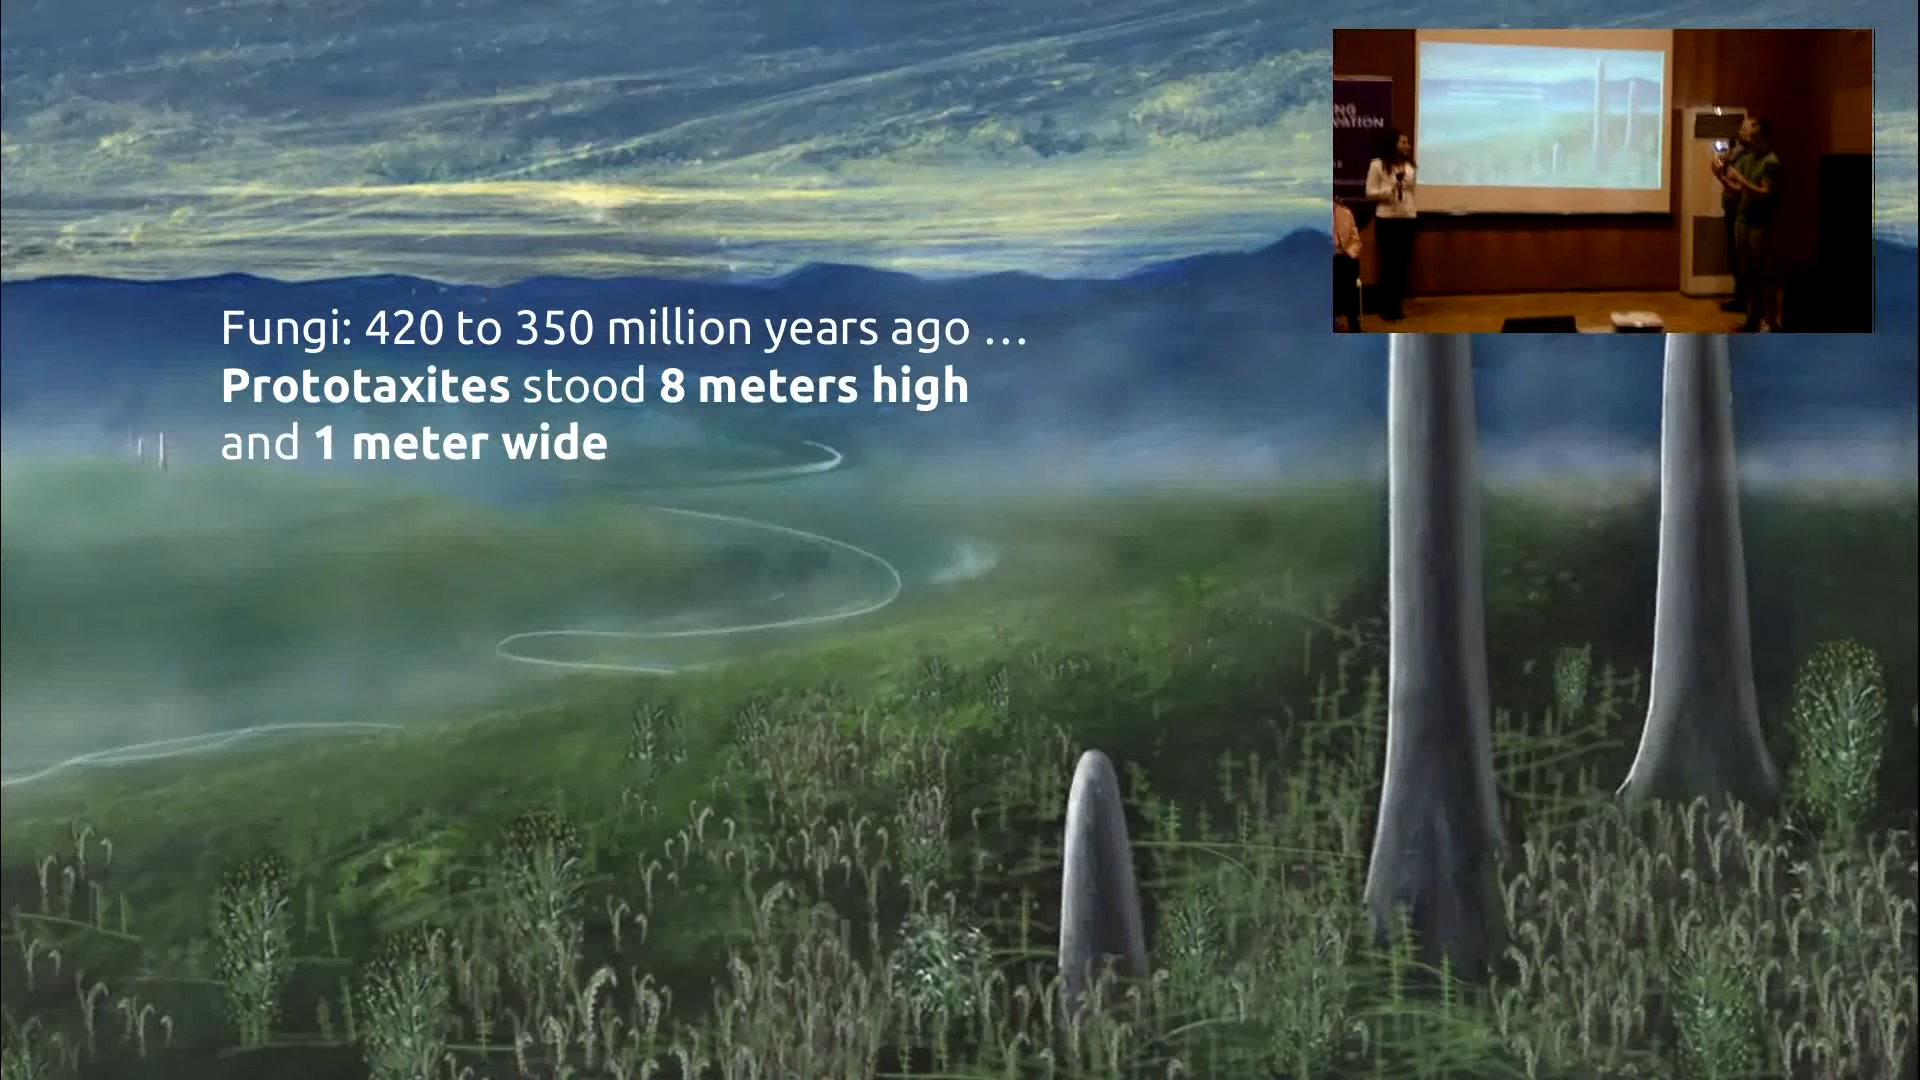 Fungi: 420 to 350 million years ago …
Prototaxites stood 8 meters high
and 1 meter wide